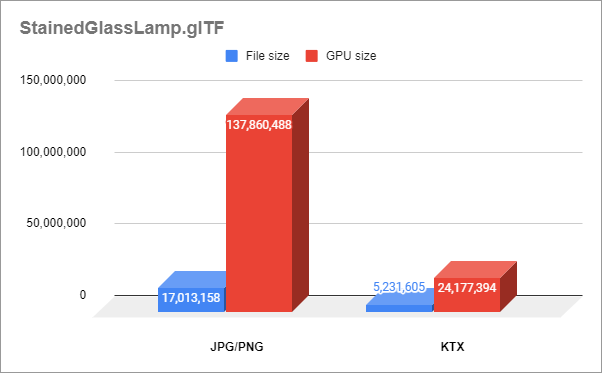 StainedGlassLamp.glTF
File size GPU size
150,000,000
100,000,000
50,000,000
0
137,860,488
17,013,158
5,231,605
24,177,394
JPG/PNG KTX